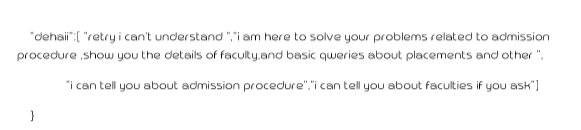 "dehaii":[ "retry i can't understand ","i am here to solve your problems related to admission
procedure ,show you the details of faculty,and basic qweries about placements and other ",
"i can tell you about admission procedure","i can tell you about faculties if you ask"]
}